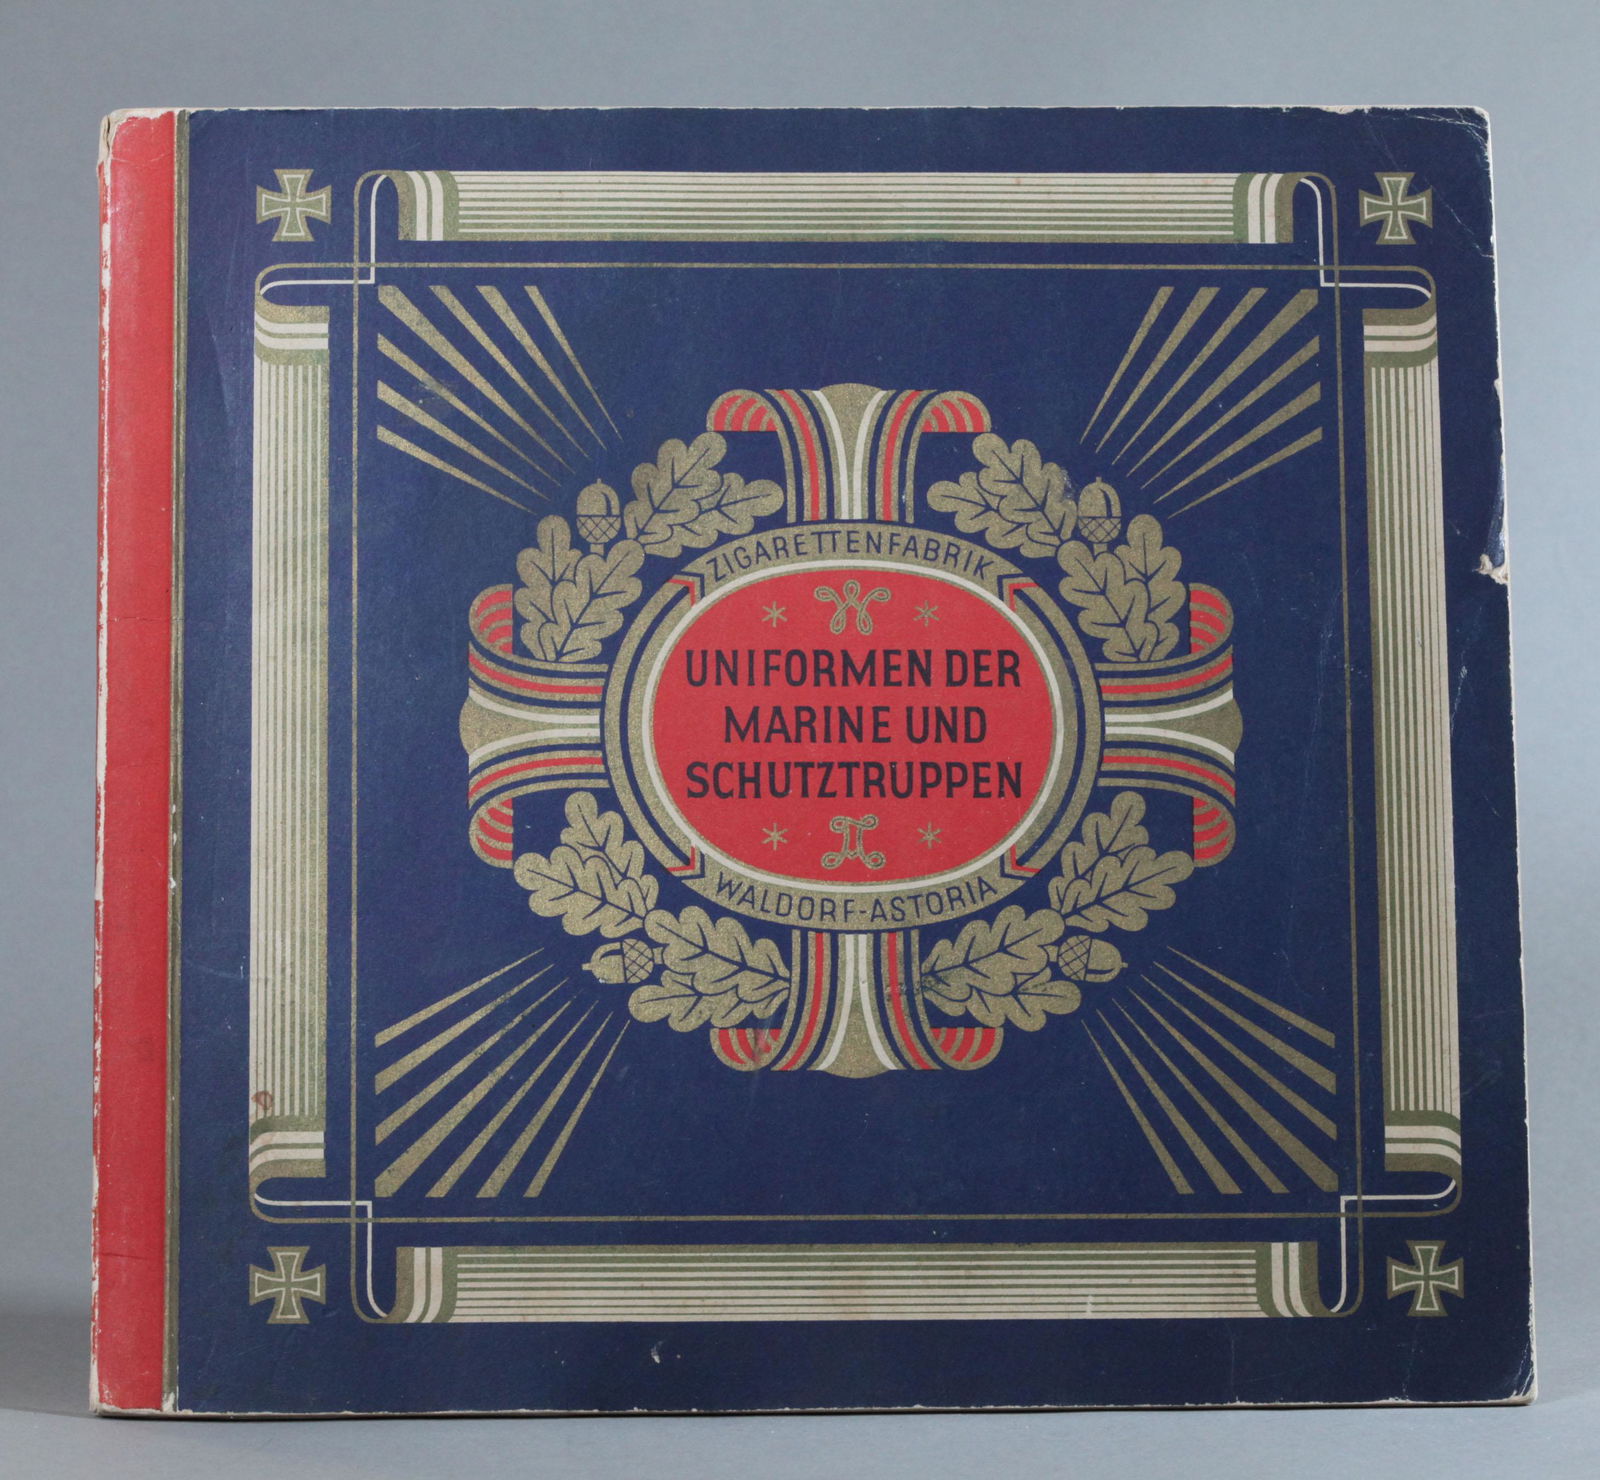 ZIGARETTENFABRIK
W
UNIFORMEN DER
MARINE UND
SCHUTZTRUPPEN
WALDORF-ASTORIA